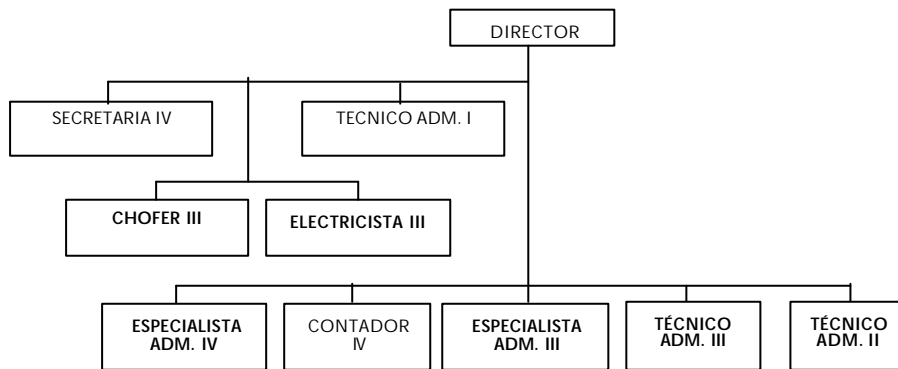 DIRECTOR
SECRETARIA IV
TECNICO ADM. I
CHOFER III
ELECTRICISTA III
ESPECIALISTA
ADM. IV
CONTADOR
IV
ESPECIALISTA
ADM. III
TÉCNICO
ADM. III
TÉCNICO
ADM. II